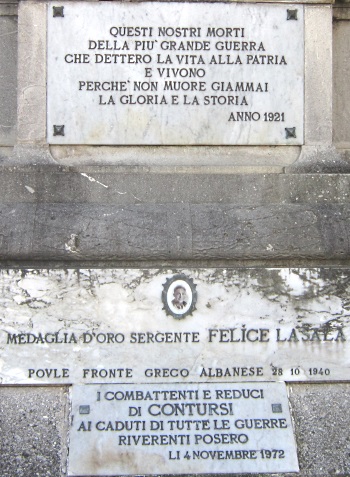 QUESTI NOSTRI MORTI
DELLA PIU' GRANDE GUERRA
CHE DETTERO LA VITA ALLA PATRIA
E VIVONO
PERCHE' NON MUORE GIAMMAI
LA GLORIA E LA STORIA
ANNO 1921
MEDAGLIA D'ORO SERGENTE FELICE LASALA
POVLE FRONTE GRECO ALBANESE 28 10 1940
I COMBATTENTI E REDUCI
DI CONTURSI
AI CADUTI DI TUTTE LE GUERRE
RIVERENTI POSERO
LI 4 NOVEMBRE 1972